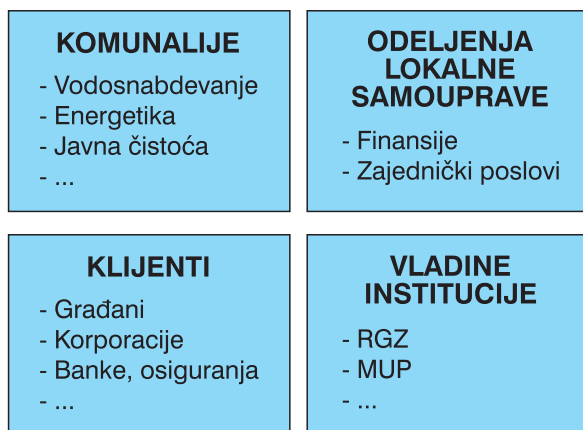 KOMUNALIJE
- Vodosnabdevanje
- Energetika
- Javna čistoća
- ...
ODELJENJA
LOKALNE
SAMOUPRAVE
- Finansije
- Zajednički poslovi
KLIJENTI
- Građani
- Korporacije
- Banke, osiguranja
- ...
VLADINE
INSTITUCIJE
- RGZ
- MUP
- ...